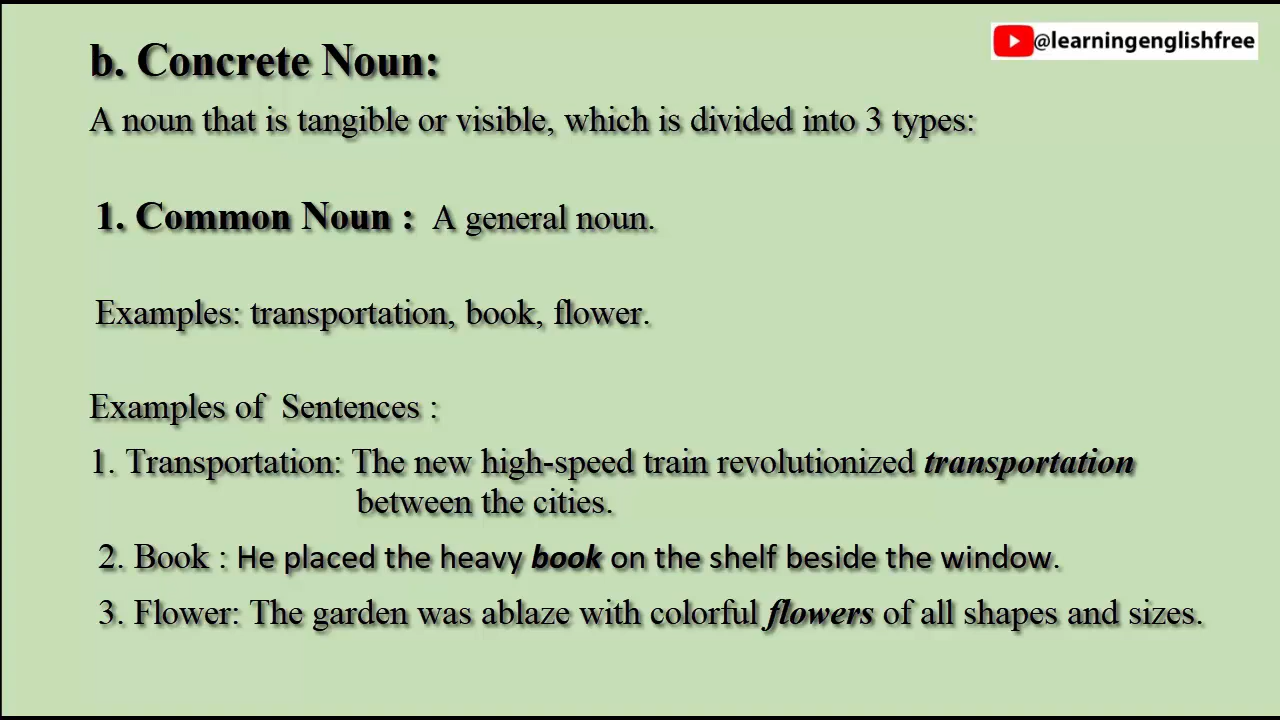 @learningenglishfree
b. Concrete Noun:
A noun that is tangible or visible, which is divided into 3 types:
1. Common Noun : A general noun.
Examples: transportation, book, flower.
Examples of Sentences :
1. Transportation: The new high-speed train revolutionized transportation
between the cities.
2. Book : He placed the heavy book on the shelf beside the window.
3. Flower: The garden was ablaze with colorful flowers of all shapes and sizes.